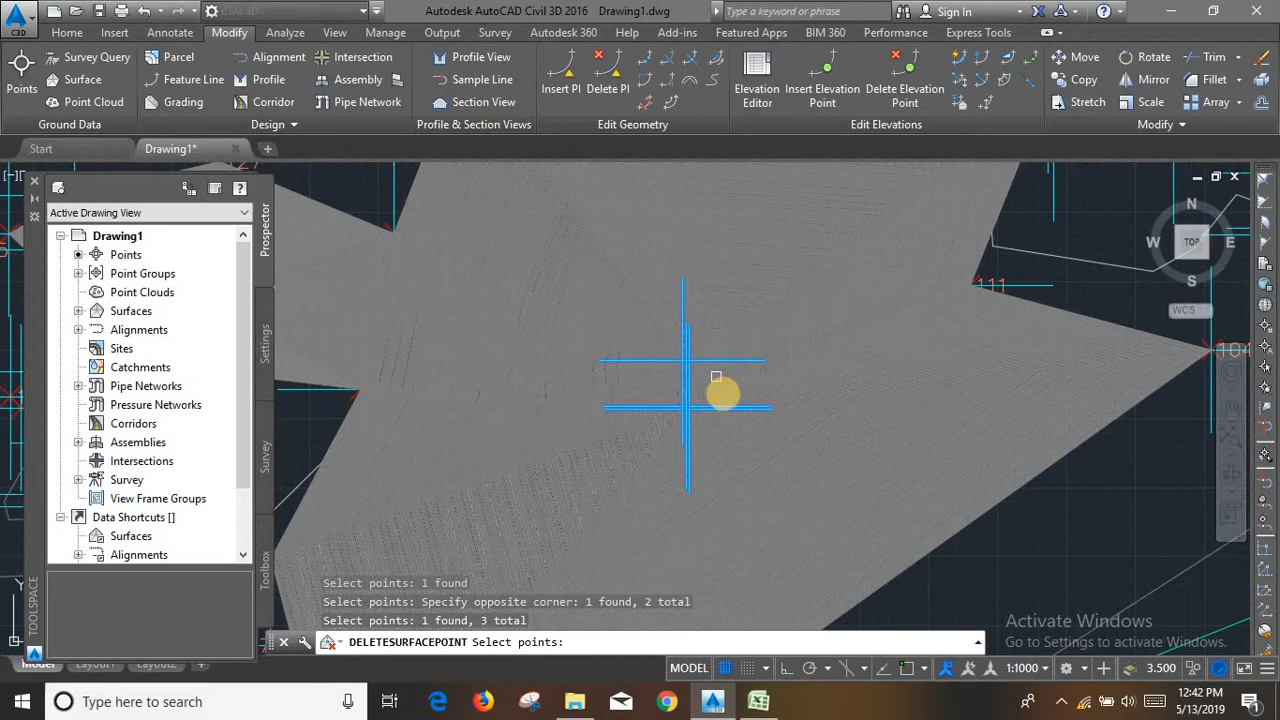 C3D
Civil 3D
Autodesk AutoCAD Civil 3D 2016 Drawing1.dwg
Type a keyword or phrase
Sign In
Home Insert Annotate Modify Analyze View Manage Output Survey Autodesk 360 Help Add-ins Featured Apps BIM 360 Performance Express Tools
Points
Survey Query
Surface
Point Cloud
Ground Data
Parcel
Feature Line
Grading
Alignment
Profile
Corridor
Intersection
Assembly
Pipe Network
Design
Profile View
Sample Line
Section View
Profile & Section Views
Insert PI
Delete PI
Edit Geometry
Elevation Editor
Insert Elevation Point
Delete Elevation Point
Edit Elevations
Move
Copy
Stretch
Rotate
Mirror
Scale
Trim
Fillet
Array
Modify
Start
Drawing1*
Active Drawing View
Drawing1
Points
Point Groups
Point Clouds
Surfaces
Alignments
Sites
Catchments
Pipe Networks
Pressure Networks
Corridors
Assemblies
Intersections
Survey
View Frame Groups
Data Shortcuts []
Surfaces
Alignments
Prospector
Settings
Survey
Toolbox
TOOLSPACE
N
W
TOP
E
S
WCS
111
104
Y
Select points: 1 found
Select points: Specify opposite corner: 1 found, 2 total
Select points: 1 found, 3 total
DELETESURFACEPOINT Select points:
Activate Windows
Go to Settings to activate Windows.
Model Layout1 Layout2
MODEL
1:1000
3.500
Type here to search
12:42 PM
5/13/2019